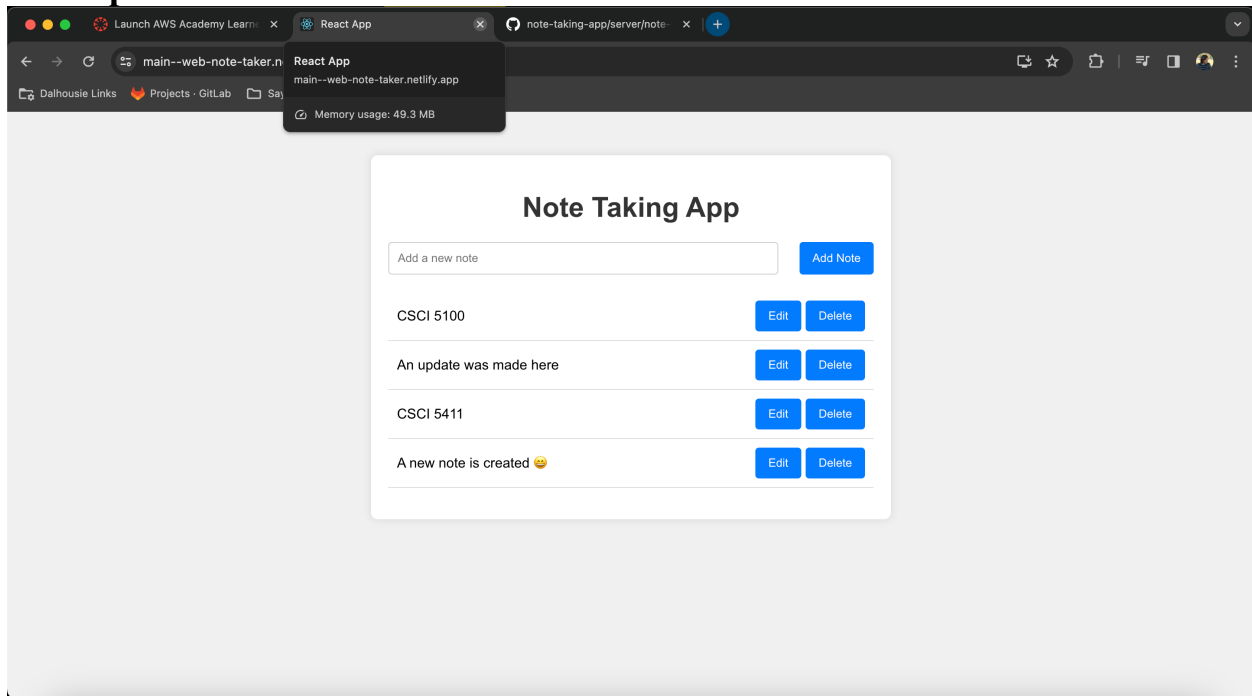 Launch AWS Academy Learn
React App
note-taking-app/server/note-
main--web-note-taker.n
React App
main--web-note-taker.netlify.app
Memory usage: 49.3 MB
Dalhousie Links
Projects · GitLab
Say
Note Taking App
Add a new note
Add Note
CSCI 5100
Edit Delete
An update was made here
Edit Delete
CSCI 5411
Edit Delete
A new note is created 😄
Edit Delete